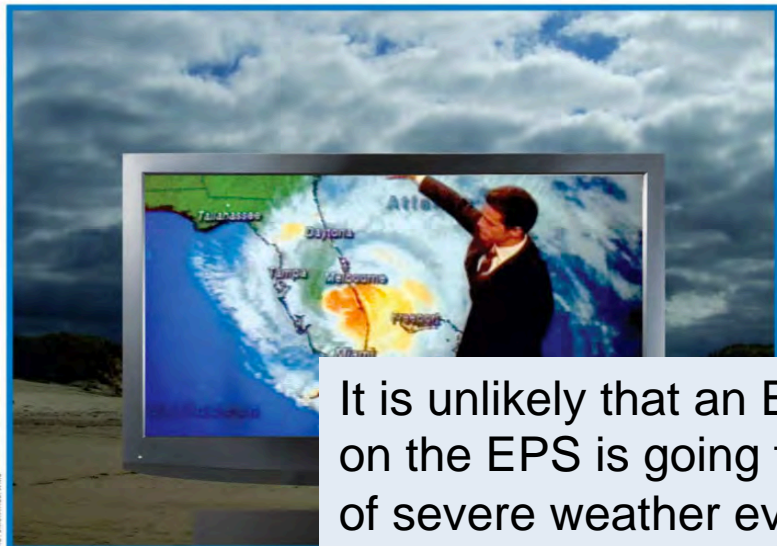 Tallahassee
Atla
Daytona
Tampa
Melbourne
Freeport
Miami
It is unlikely that an E
on the EPS is going t
of severe weather ev